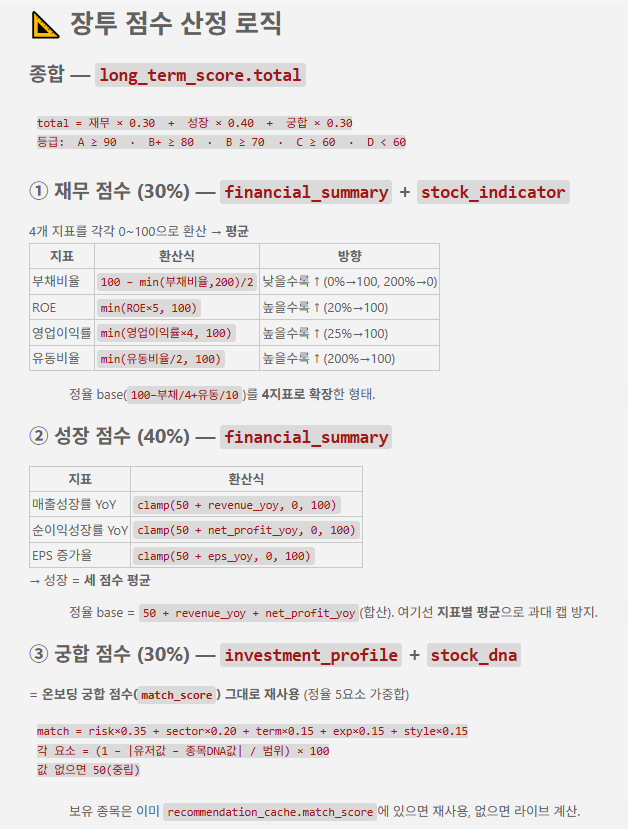 📐 장투 점수 산정 로직
종합 — long_term_score.total
total = 재무 × 0.30 + 성장 × 0.40 + 궁합 × 0.30
등급: A ≥ 90 · B+ ≥ 80 · B ≥ 70 · C ≥ 60 · D < 60
① 재무 점수 (30%) — financial_summary + stock_indicator
4개 지표를 각각 0~100으로 환산 → 평균
지표 환산식 방향
부채비율 100 − min(부채비율,200)/2 낮을수록↑(0%→100, 200%→0)
ROE min(ROE×5, 100) 높을수록↑(20%→100)
영업이익률 min(영업이익률×4, 100) 높을수록↑(25%→100)
유동비율 min(유동비율/2, 100) 높을수록↑(200%→100)
정율 base(100−부채/4+유동/10)를 4지표로 확장한 형태.
② 성장 점수 (40%) — financial_summary
지표 환산식
매출성장률 YoY clamp(50 + revenue_yoy, 0, 100)
순이익성장률 YoY clamp(50 + net_profit_yoy, 0, 100)
EPS 증가율 clamp(50 + eps_yoy, 0, 100)
→ 성장 = 세 점수 평균
정율 base = 50 + revenue_yoy + net_profit_yoy(합산). 여기선 지표별 평균으로 과대 캡 방지.
③ 궁합 점수 (30%) — investment_profile + stock_dna
= 온보딩 궁합 점수(match_score) 그대로 재사용 (정율 5요소 가중합)
match = risk×0.35 + sector×0.20 + term×0.15 + exp×0.15 + style×0.15
각 요소 = (1 − |유저값 − 종목DNA값| / 범위) × 100
값 없으면 50(중립)
보유 종목은 이미 recommendation_cache.match_score에 있으면 재사용, 없으면 라이브 계산.